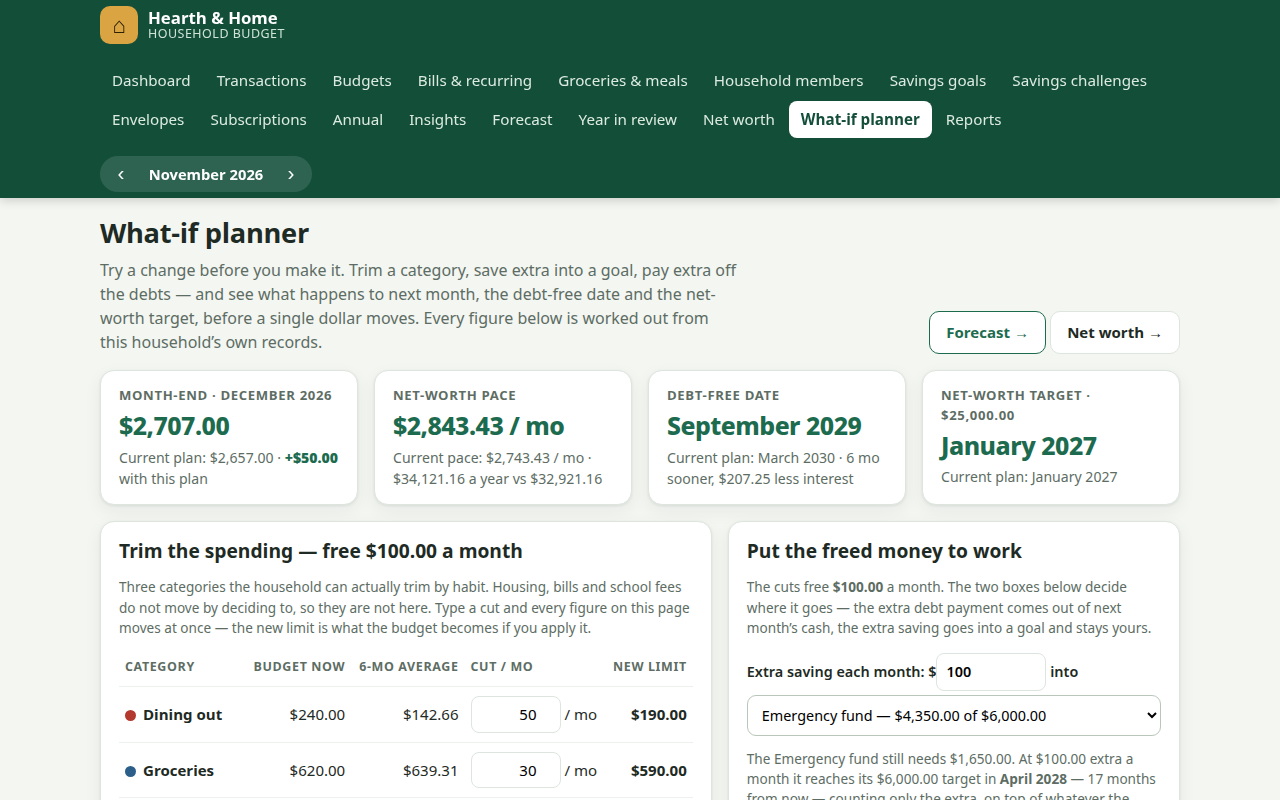 Hearth & Home
HOUSEHOLD BUDGET
Dashboard Transactions Budgets Bills & recurring Groceries & meals Household members Savings goals Savings challenges
Envelopes Subscriptions Annual Insights Forecast Year in review Net worth What-if planner Reports
‹ November 2026 ›
What-if planner
Try a change before you make it. Trim a category, save extra into a goal, pay extra off
the debts — and see what happens to next month, the debt-free date and the net-
worth target, before a single dollar moves. Every figure below is worked out from
this household’s own records.
Forecast → Net worth →
MONTH-END · DECEMBER 2026
$2,707.00
Current plan: $2,657.00 · +$50.00
with this plan
NET-WORTH PACE
$2,843.43 / mo
Current pace: $2,743.43 / mo ·
$34,121.16 a year vs $32,921.16
DEBT-FREE DATE
September 2029
Current plan: March 2030 · 6 mo
sooner, $207.25 less interest
NET-WORTH TARGET ·
$25,000.00
January 2027
Current plan: January 2027
Trim the spending — free $100.00 a month
Three categories the household can actually trim by habit. Housing, bills and school fees
do not move by deciding to, so they are not here. Type a cut and every figure on this page
moves at once — the new limit is what the budget becomes if you apply it.
CATEGORY BUDGET NOW 6-MO AVERAGE CUT / MO NEW LIMIT
Dining out $240.00 $142.66 50 / mo $190.00
Groceries $620.00 $639.31 30 / mo $590.00
Put the freed money to work
The cuts free $100.00 a month. The two boxes below decide
where it goes — the extra debt payment comes out of next
month’s cash, the extra saving goes into a goal and stays yours.
Extra saving each month: $ 100 into
Emergency fund — $4,350.00 of $6,000.00
The Emergency fund still needs $1,650.00. At $100.00 extra a
month it reaches its $6,000.00 target in April 2028 — 17 months
from now — counting only the extra, on top of whatever the